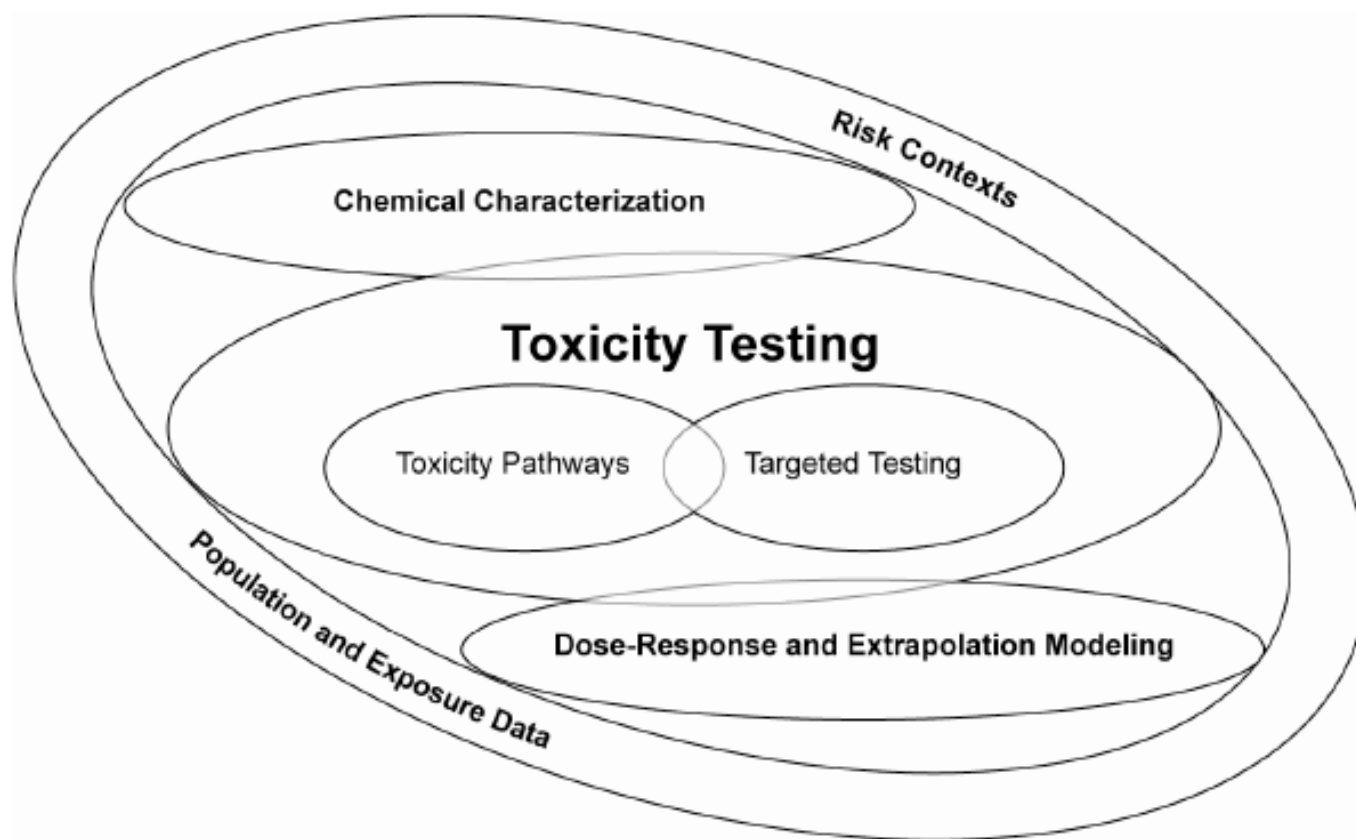 Risk Contexts
Chemical Characterization
Toxicity Testing
Toxicity Pathways
Targeted Testing
Population and Exposure Data
Dose-Response and Extrapolation Modeling